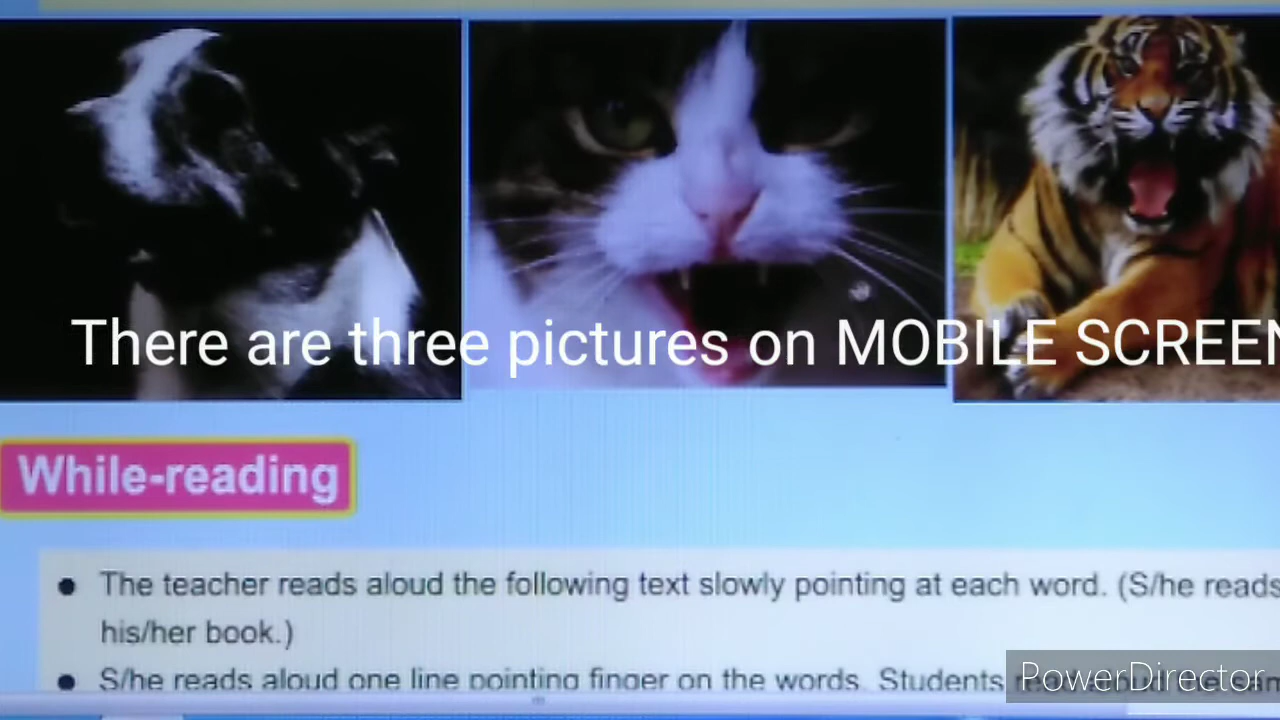 There are three pictures on MOBILE SCREEN
While-reading
The teacher reads aloud the following text slowly pointing at each word. (S/he reads
his/her book.)
S/he reads aloud one line pointing finger on the words. Students
PowerDirector